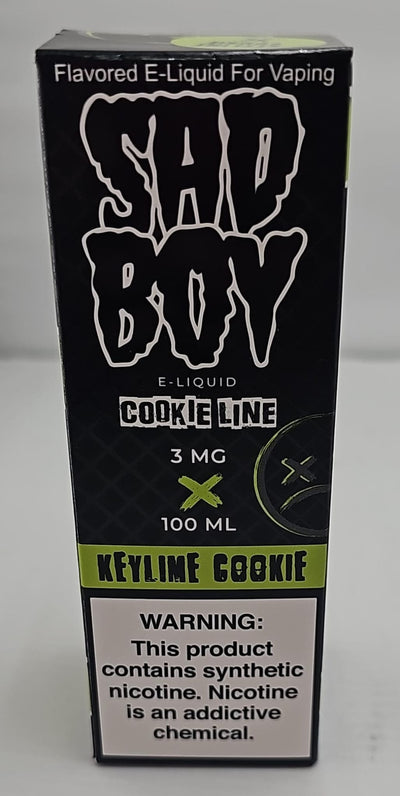 Flavored E-Liquid For Vaping
SAD
BOY
E-LIQUID
COOKIE LINE
3 MG
X
100 ML
KEYLIME COOKIE
WARNING:
This product
contains synthetic
nicotine. Nicotine
is an addictive
chemical.